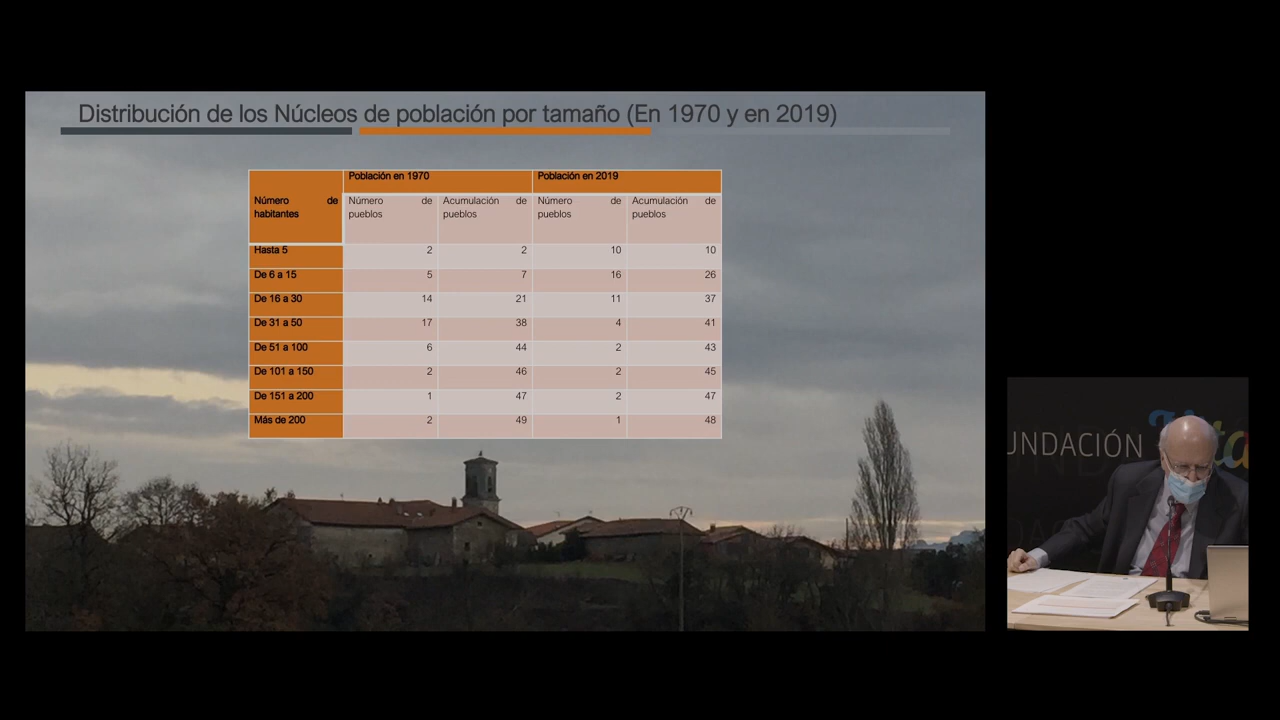 Distribución de los Núcleos de población por tamaño (En 1970 y en 2019)
Población en 1970 Población en 2019
Número de habitantes Número de pueblos Acumulación de pueblos Número de pueblos Acumulación de pueblos
Hasta 5 2 2 10 10
De 6 a 15 5 7 16 26
De 16 a 30 14 21 11 37
De 31 a 50 17 38 4 41
De 51 a 100 6 44 2 43
De 101 a 150 2 46 2 45
De 151 a 200 1 47 2 47
Más de 200 2 49 1 48
UNDACIÓN